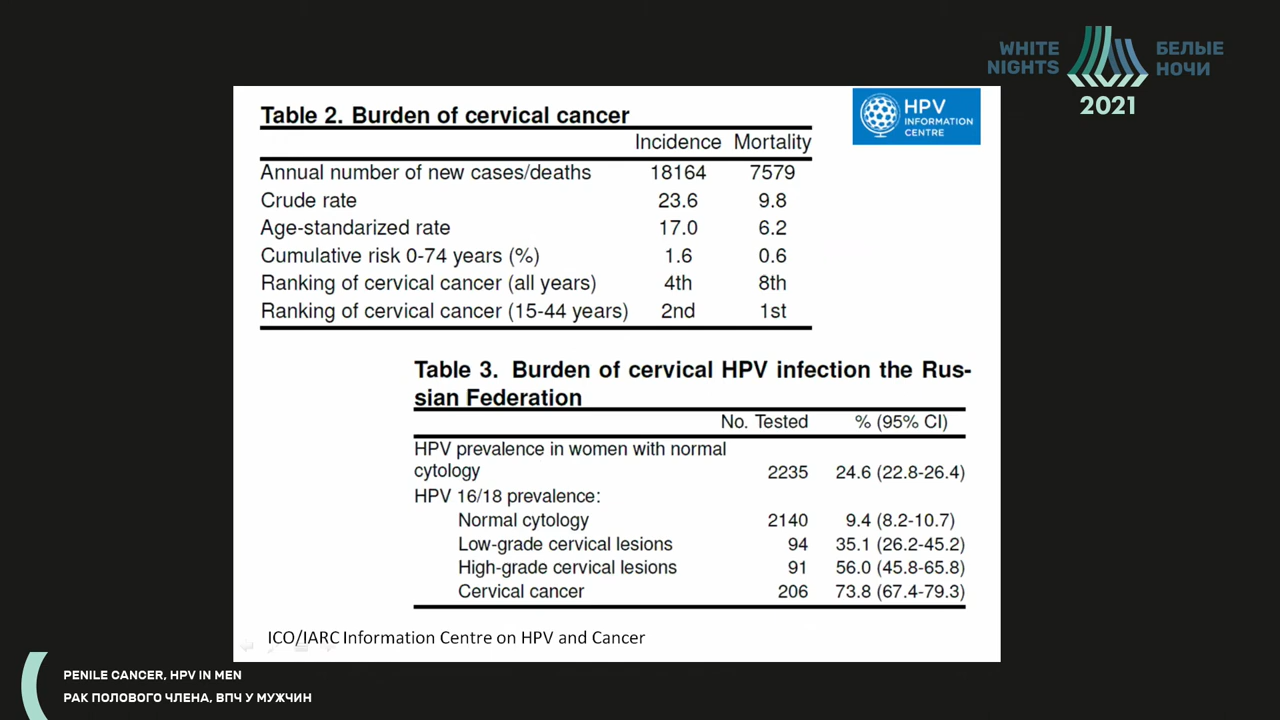 WHITE NIGHTS
БЕЛЫЕ НОЧИ
2021
Table 2. Burden of cervical cancer
HPV
INFORMATION
CENTRE
Incidence Mortality
Annual number of new cases/deaths 18164 7579
Crude rate 23.6 9.8
Age-standarized rate 17.0 6.2
Cumulative risk 0-74 years (%) 1.6 0.6
Ranking of cervical cancer (all years) 4th 8th
Ranking of cervical cancer (15-44 years) 2nd 1st
Table 3. Burden of cervical HPV infection the Rus-
sian Federation
No. Tested % (95% CI)
HPV prevalence in women with normal
cytology 2235 24.6 (22.8-26.4)
HPV 16/18 prevalence:
Normal cytology 2140 9.4 (8.2-10.7)
Low-grade cervical lesions 94 35.1 (26.2-45.2)
High-grade cervical lesions 91 56.0 (45.8-65.8)
Cervical cancer 206 73.8 (67.4-79.3)
ICO/IARC Information Centre on HPV and Cancer
PENILE CANCER, HPV IN MEN
РАК ПОЛОВОГО ЧЛЕНА, ВПЧ У МУЖЧИН